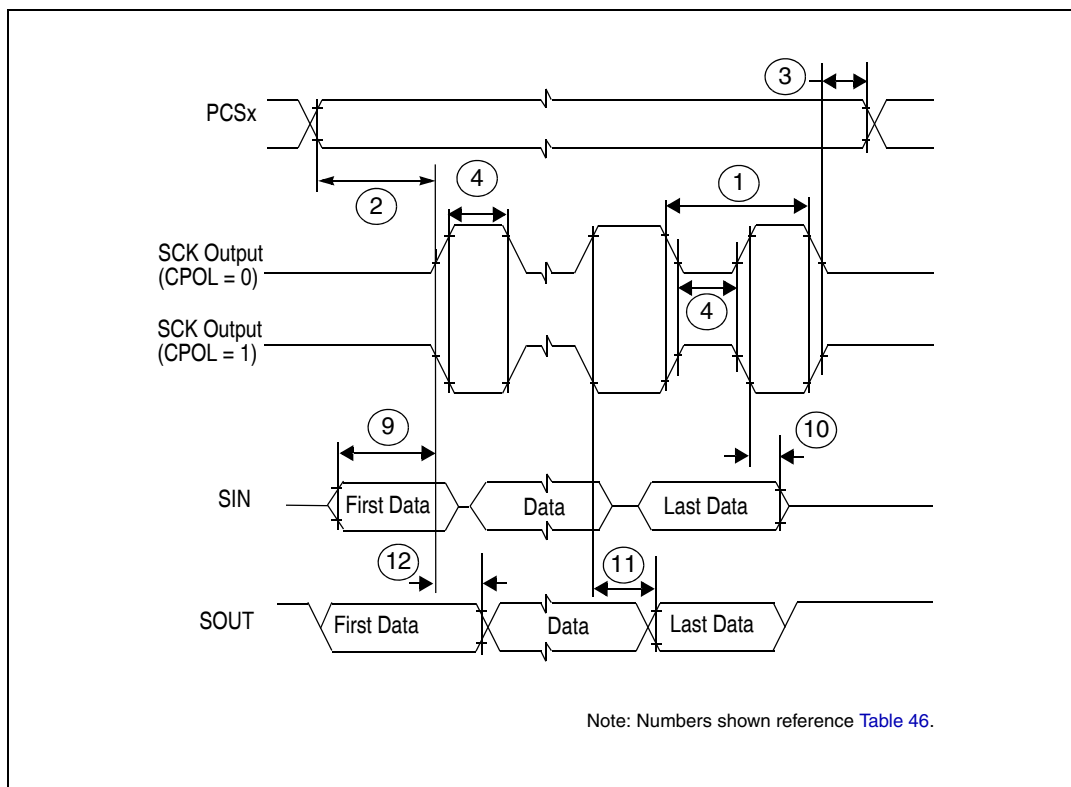 3
PCSx
2
4
1
SCK Output
(CPOL = 0)
4
SCK Output
(CPOL = 1)
9
10
SIN
First Data
Data
Last Data
12
11
SOUT
First Data
Data
Last Data
Note: Numbers shown reference Table 46.